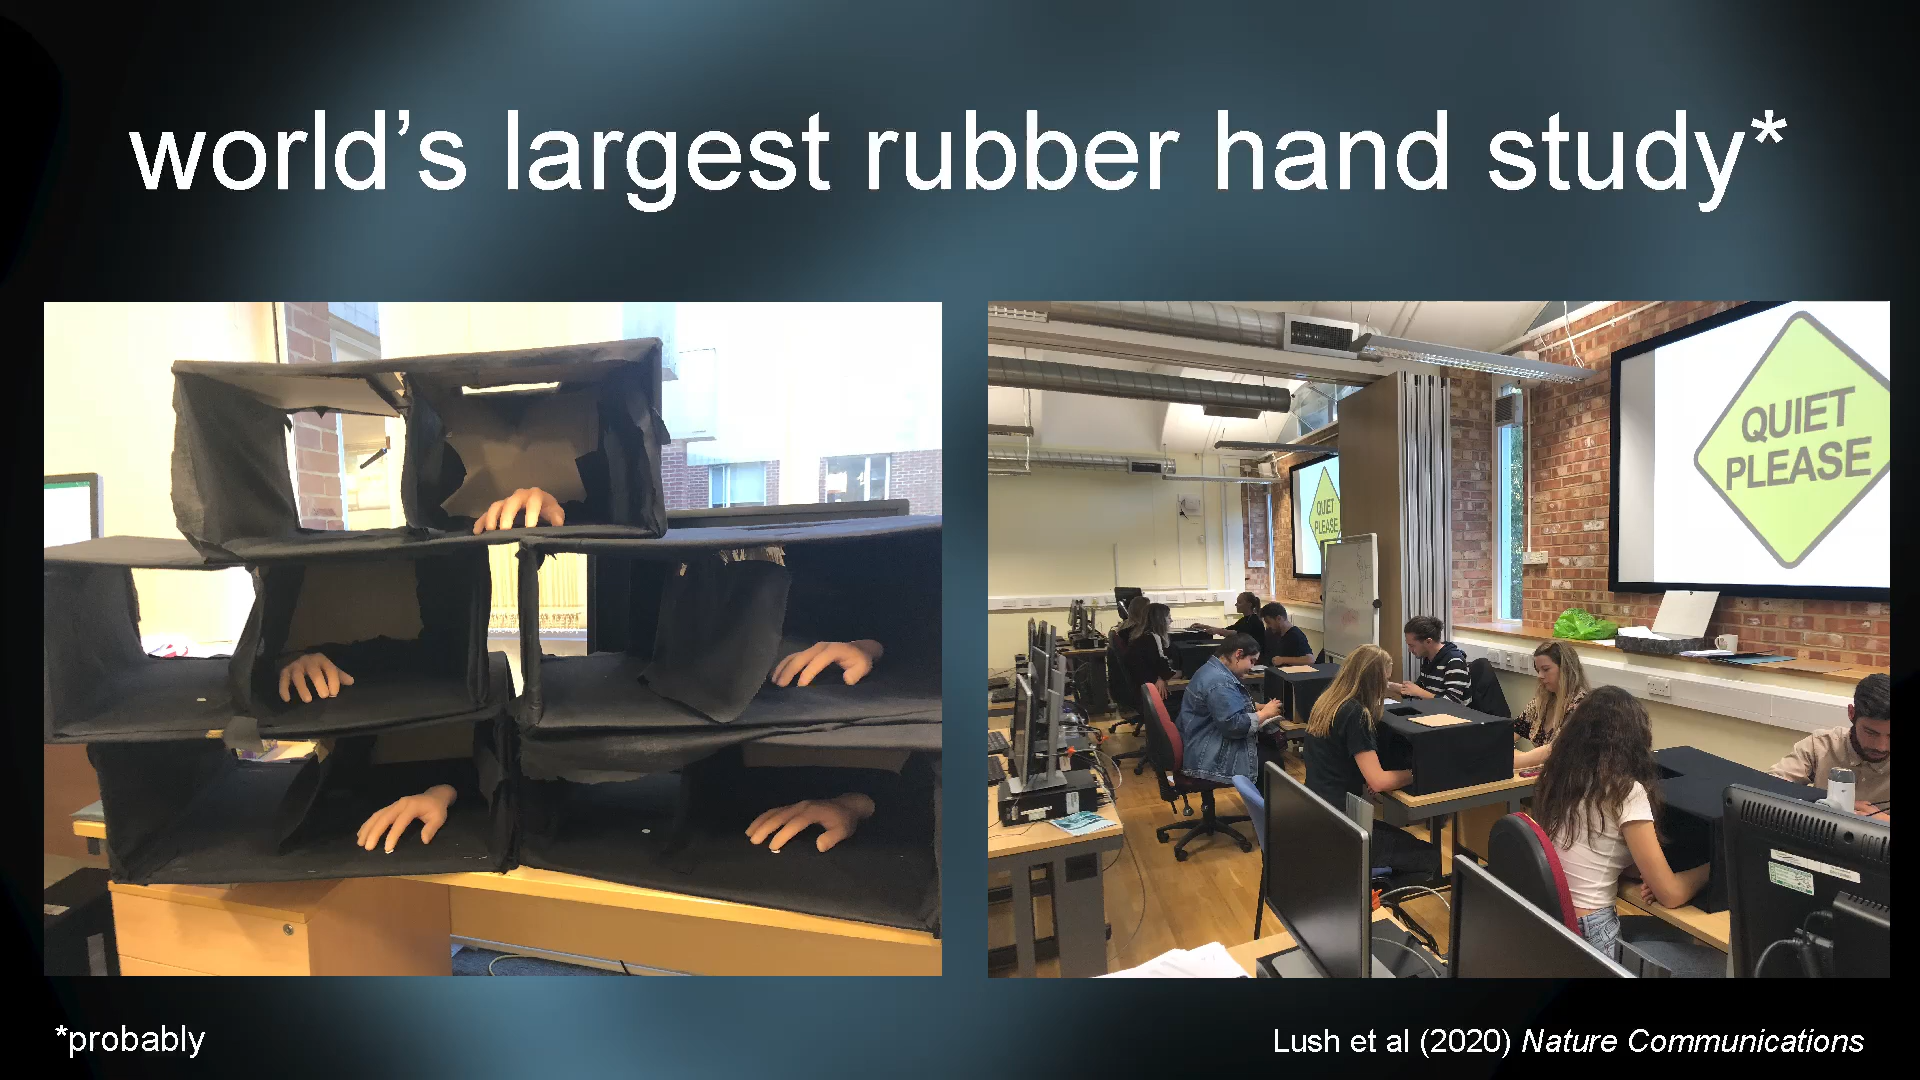 world’s largest rubber hand study*
QUIET
PLEASE
QUIET
PLEASE
*probably
Lush et al (2020) Nature Communications